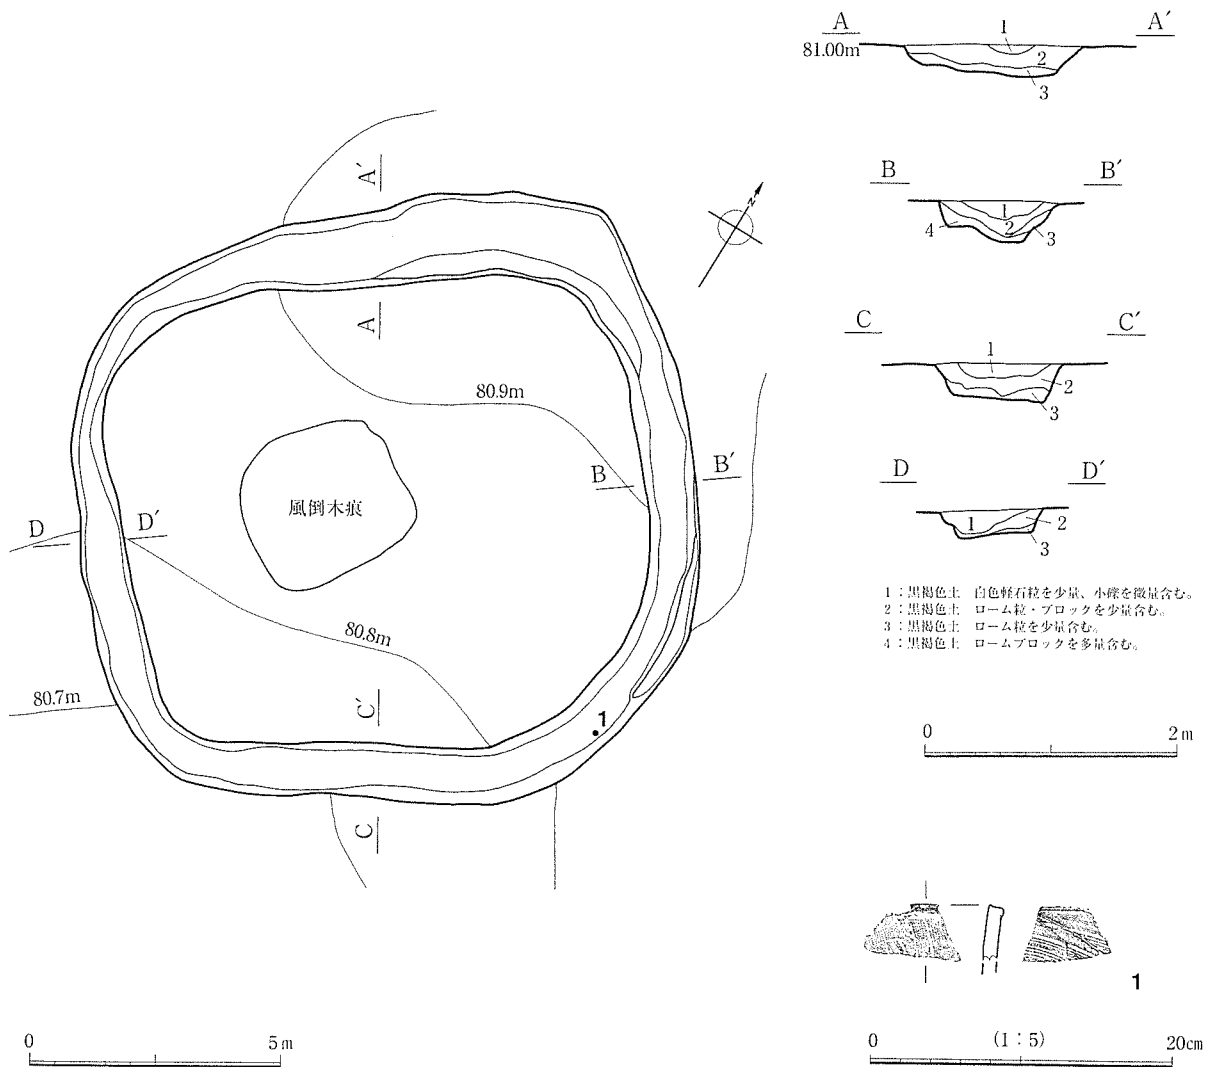 A A´
81.00m
1
2
3
B B´
1
2
4
3
C C´
1
2
3
D D´
1
2
3
1：黒褐色土 白色軽石粒を少量、小礫を微量含む。
2：黒褐色土 ローム粒・ブロックを少量含む。
3：黒褐色土 ローム粒を少量含む。
4：黒褐色土 ロームブロックを多量含む。
0 2m
A´
N
A
80.9m
B B´
風倒木痕
D D´
80.8m
80.7m
C´
1
C
1
0 5m
0 (1：5) 20cm